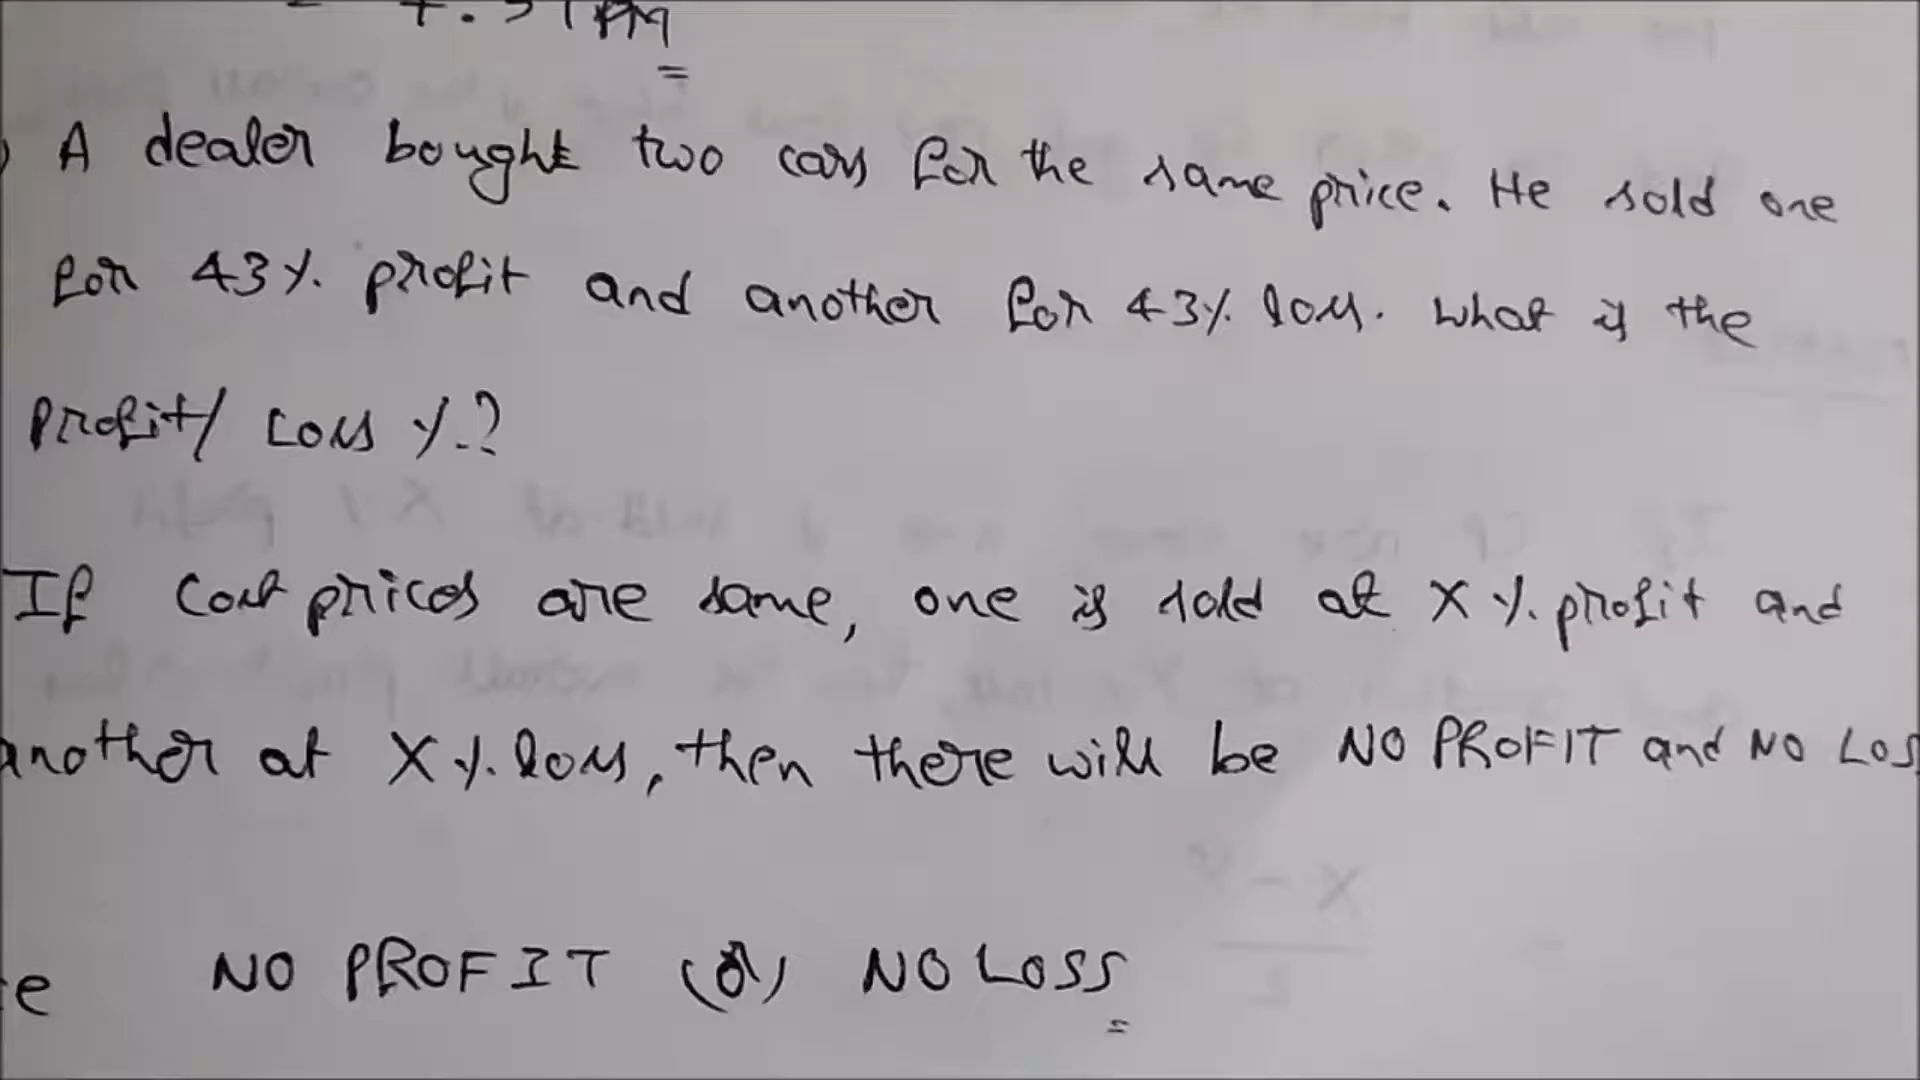 A dealer bought two cars for the same price. He sold one
for 43%. profit and another for 43%. loss. What is the
Profit/ Loss %.?
If Cost prices are same, one is sold at X %. profit and
another at X %. loss, then there will be NO PROFIT and NO LOSS
NO PROFIT (or) NO LOSS